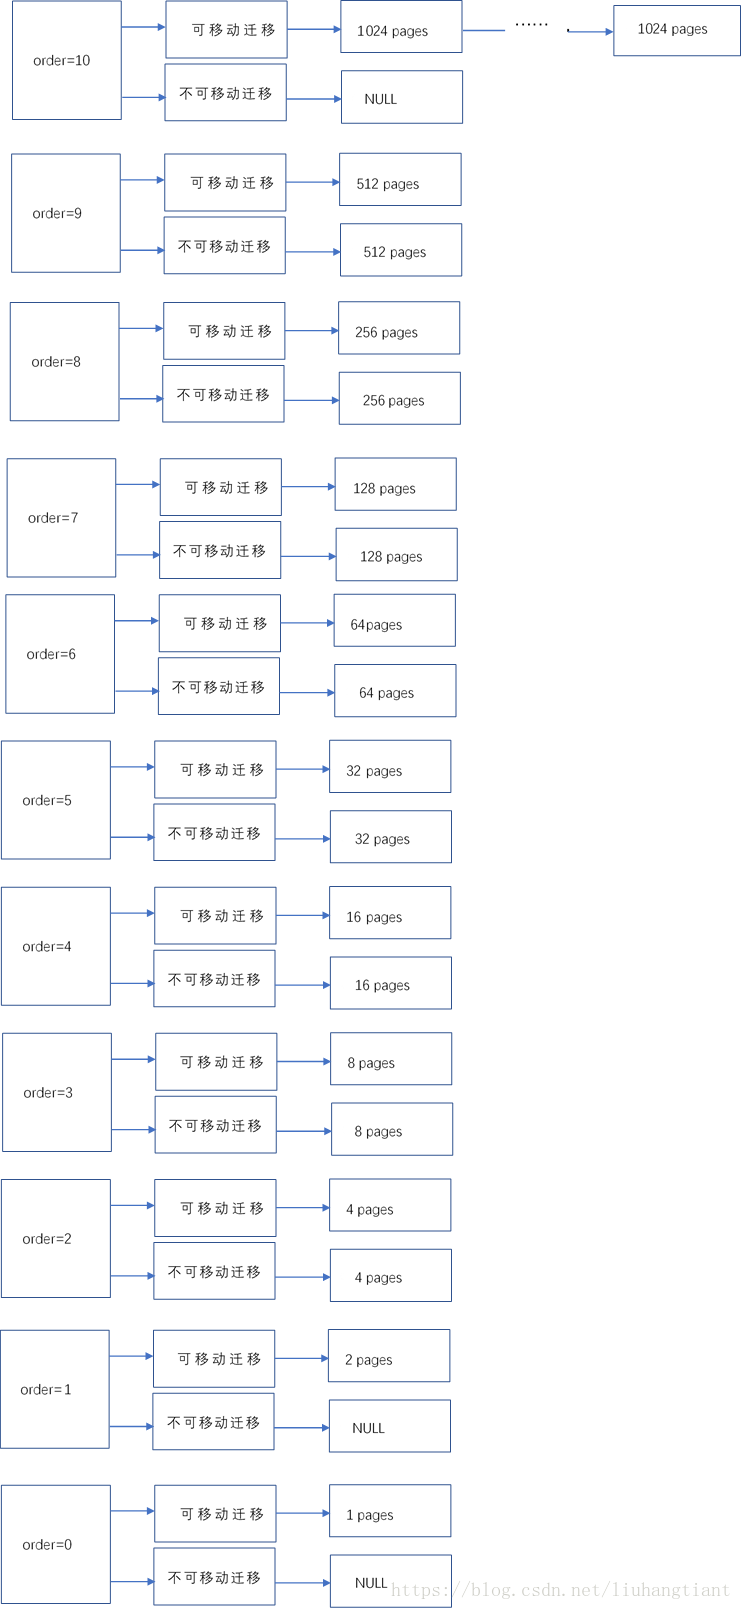 order=10
可移动迁移
1024 pages
……
1024 pages
不可移动迁移
NULL
order=9
可移动迁移
512 pages
不可移动迁移
512 pages
order=8
可移动迁移
256 pages
不可移动迁移
256 pages
order=7
可移动迁移
128 pages
不可移动迁移
128 pages
order=6
可移动迁移
64pages
不可移动迁移
64 pages
order=5
可移动迁移
32 pages
不可移动迁移
32 pages
order=4
可移动迁移
16 pages
不可移动迁移
16 pages
order=3
可移动迁移
8 pages
不可移动迁移
8 pages
order=2
可移动迁移
4 pages
不可移动迁移
4 pages
order=1
可移动迁移
2 pages
不可移动迁移
NULL
order=0
可移动迁移
1 pages
不可移动迁移
NULL
https://blog.csdn.net/liuhangtiant